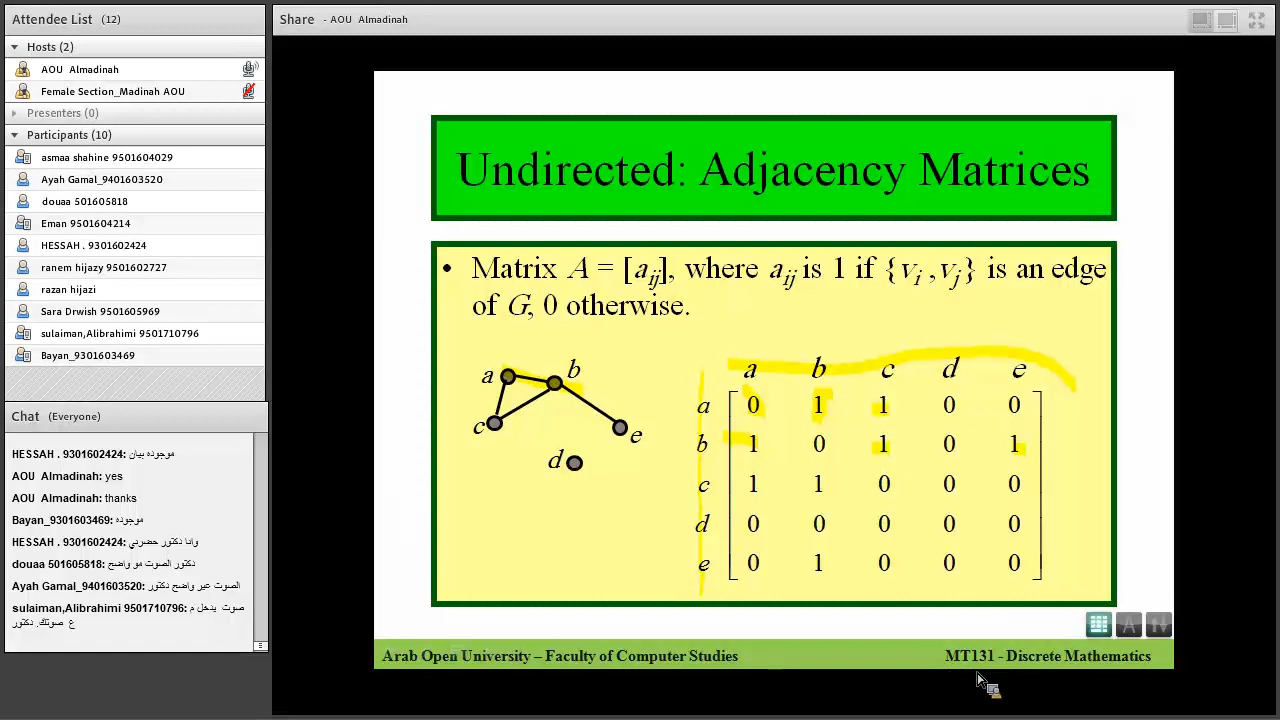 Attendee List (12)
Hosts (2)
AOU Almadinah
Female Section_Madinah AOU
Presenters (0)
Participants (10)
asmaa shahine 9501604029
Ayah Gamal_9401603520
douaa 501605818
Eman 9501604214
HESSAH . 9301602424
ranem hijazy 9501602727
razan hijazi
Sara Drwish 9501605969
sulaiman,Alibrahimi 9501710796
Bayan_9301603469
Chat (Everyone)
HESSAH . 9301602424: موجوده بيان
AOU Almadinah: yes
AOU Almadinah: thanks
Bayan_9301603469: موجوده
HESSAH . 9301602424: وانا دكتور حضرني
douaa 501605818: دكتور الصوت مو واضح
Ayah Gamal_9401603520: الصوت غير واضح دكتور
sulaiman,Alibrahimi 9501710796: صوت يدخل م
ع صوتك. دكتور
Share - AOU Almadinah
Undirected: Adjacency Matrices
• Matrix A = [aij], where aij is 1 if {vi ,vj} is an edge
of G, 0 otherwise.
a
b
c
e
d
a b c d e
a 0 1 1 0 0
b 1 0 1 0 1
c 1 1 0 0 0
d 0 0 0 0 0
e 0 1 0 0 0
Arab Open University – Faculty of Computer Studies
MT131 - Discrete Mathematics